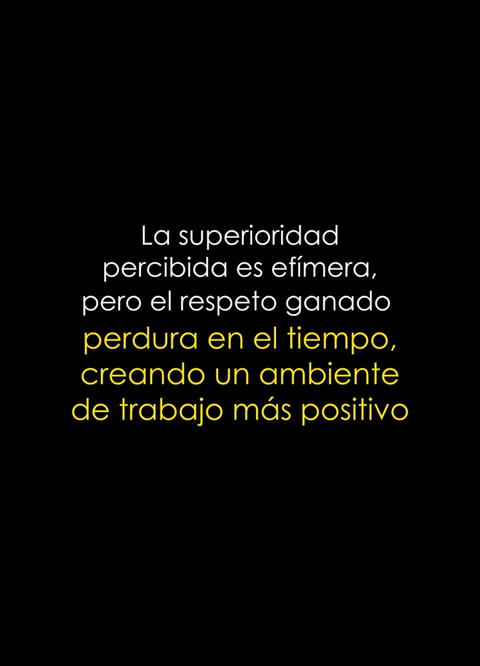 La superioridad
percibida es efímera,
pero el respeto ganado
perdura en el tiempo,
creando un ambiente
de trabajo más positivo